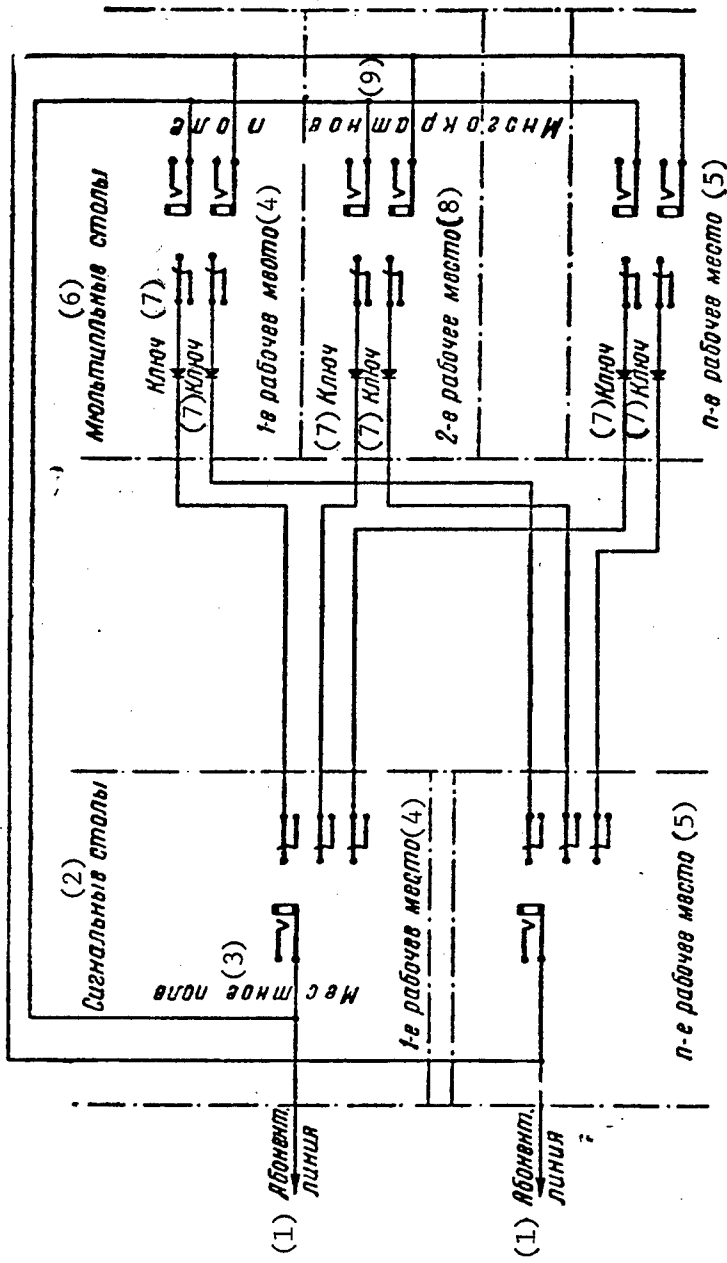 (2)
Сигнальные столы
(3)
Местное поле
(1) Абонент.
линия
1-е рабочее место(4)
(1) Абонент.
линия
n-е рабочее место (5)
(6)
Мюльтипльные столы
Ключ (7)
(7) Ключ
1-е рабочее место(4)
(7) Ключ
(7) Ключ
2-е рабочее место(8)
(7) Ключ
(7) Ключ
n-е рабочее место (5)
Многократное поле
(9)